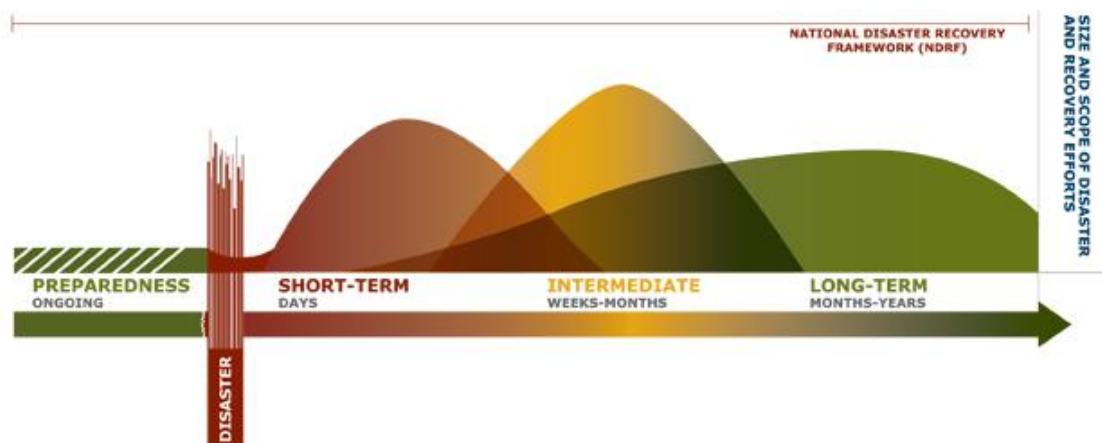 NATIONAL DISASTER RECOVERY
FRAMEWORK (NDRF)
SIZE AND SCOPE OF DISASTER
AND RECOVERY EFFORTS
PREPAREDNESS
ONGOING
SHORT-TERM
DAYS
INTERMEDIATE
WEEKS-MONTHS
LONG-TERM
MONTHS-YEARS
DISASTER